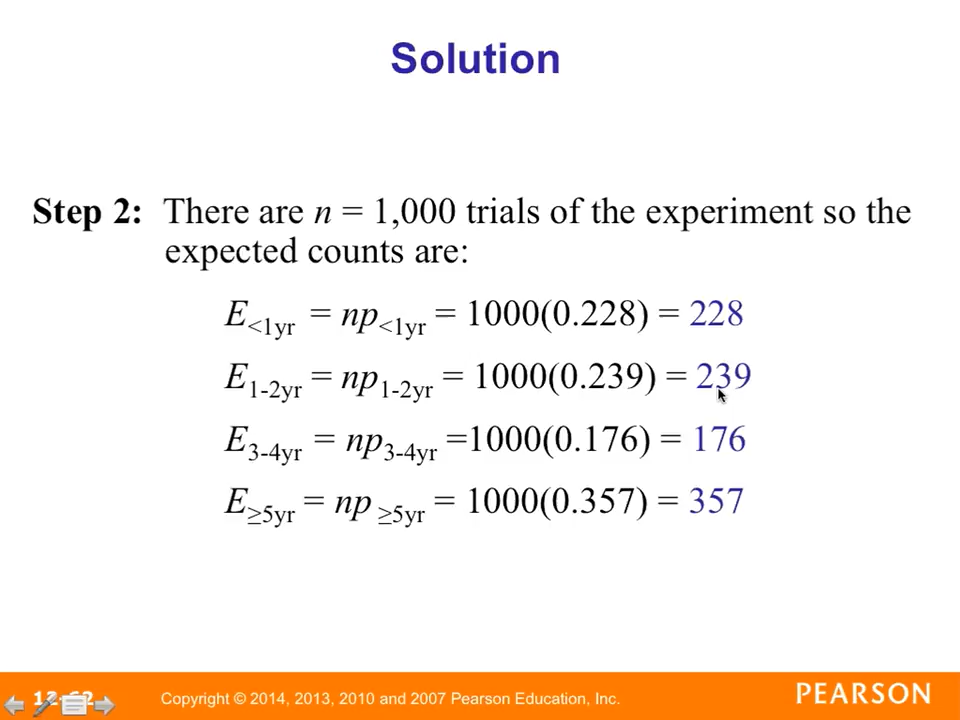 Solution
Step 2: There are n = 1,000 trials of the experiment so the
expected counts are:
E<1yr = np<1yr = 1000(0.228) = 228
E1-2yr = np1-2yr = 1000(0.239) = 239
E3-4yr = np3-4yr =1000(0.176) = 176
E≥5yr = np ≥5yr = 1000(0.357) = 357
Copyright © 2014, 2013, 2010 and 2007 Pearson Education, Inc.
PEARSON